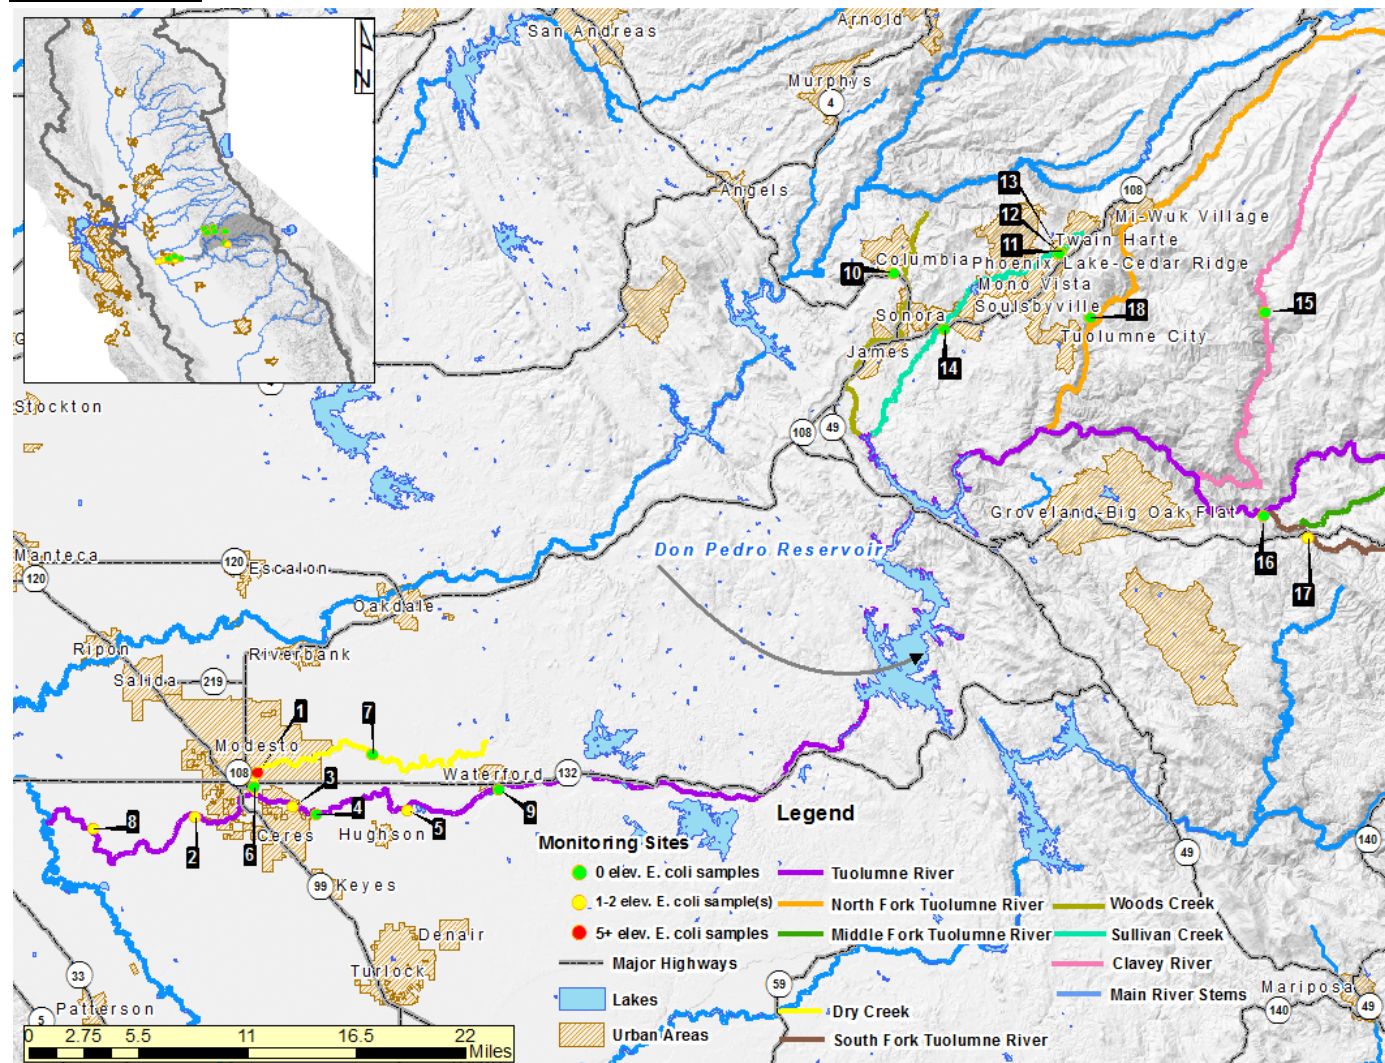 San Andreas
Arnold
Murphys
4
N
Angels
13
12
11
10
108
Mi-Wuk Village
Twain Harte
Columbia
Phoenix Lake-Cedar Ridge
Mono Vista
Soulsbyville
Sonora
18
15
Tuolumne City
James
14
Stockton
108
49
Groveland-Big Oak Flat
Don Pedro Reservoir
16
17
Manteca
120
120
Escalon
Oakdale
Ripon
Riverbank
Salida
219
1
7
Modesto
108
3
Waterford
132
8
2
6
Ceres
4
Hughson
5
9
99
Keyes
Denair
Turlock
33
Patterson
5
49
140
59
Mariposa
140
49
Legend
Monitoring Sites
0 elev. E. coli samples
1-2 elev. E. coli sample(s)
5+ elev. E. coli samples
Major Highways
Lakes
Urban Areas
Tuolumne River
North Fork Tuolumne River
Middle Fork Tuolumne River
Dry Creek
South Fork Tuolumne River
Woods Creek
Sullivan Creek
Clavey River
Main River Stems
0 2.75 5.5 11 16.5 22
Miles